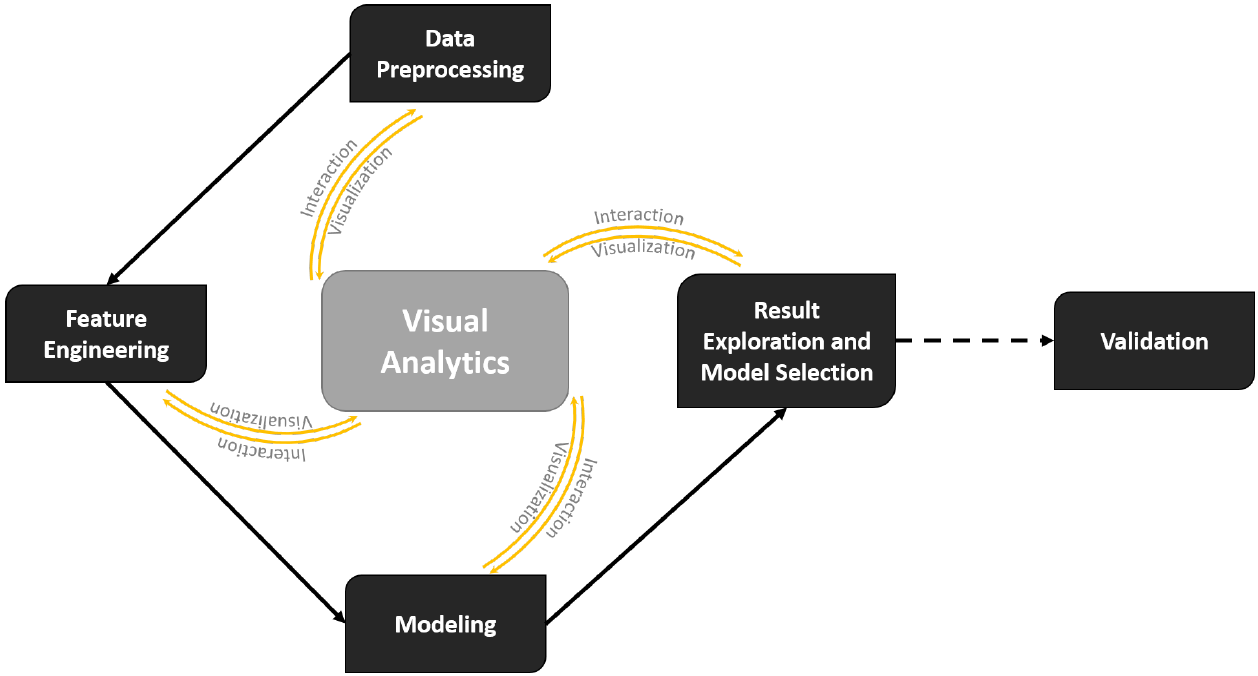 Data
Preprocessing
Interaction
Visualization
Interaction
Visualization
Feature
Engineering
Visual
Analytics
Result
Exploration and
Model Selection
Validation
Visualization
Interaction
Visualization
Interaction
Modeling